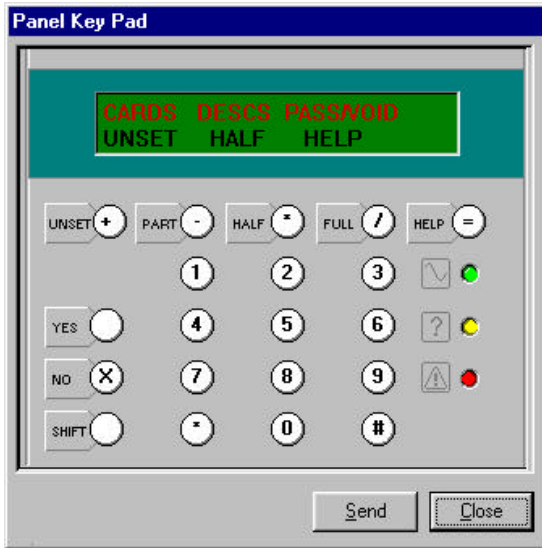 Panel Key Pad
CARDS DESCS PASS/VOID
UNSET HALF HELP
UNSET + PART - HALF * FULL / HELP =
1 2 3
YES 4 5 6 ?
NO X 7 8 9 !
SHIFT * 0 #
Send Close